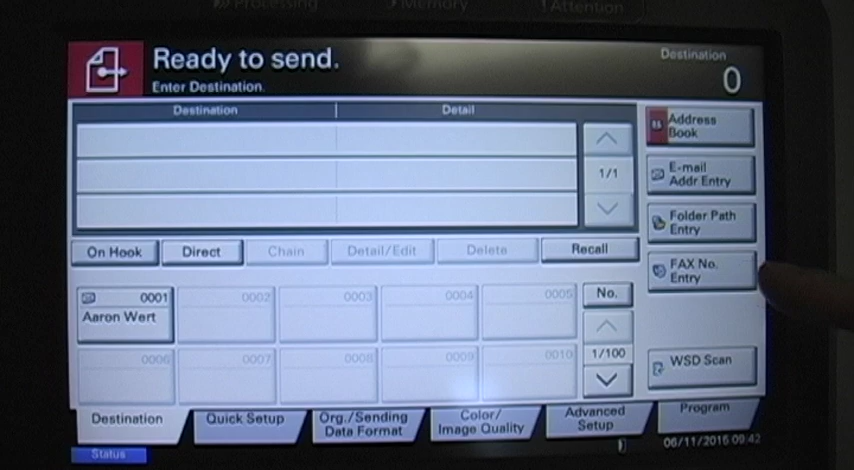 Processing
Memory
! Attention
Ready to send.
Enter Destination.
Destination
0
Destination
Detail
1/1
Address
Book
E-mail
Addr Entry
Folder Path
Entry
FAX No.
Entry
WSD Scan
On Hook
Direct
Chain
Detail/Edit
Delete
Recall
0001
Aaron Wert
0002
0003
0004
0005
No.
0006
0007
0008
0009
0010
1/100
Destination
Quick Setup
Org./Sending
Data Format
Color/
Image Quality
Advanced
Setup
Program
Status
06/11/2016 09:42